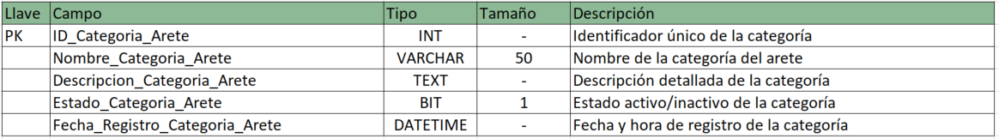 Llave Campo Tipo Tamaño Descripción
PK ID_Categoria_Arete INT - Identificador único de la categoría
Nombre_Categoria_Arete VARCHAR 50 Nombre de la categoría del arete
Descripcion_Categoria_Arete TEXT - Descripción detallada de la categoría
Estado_Categoria_Arete BIT 1 Estado activo/inactivo de la categoría
Fecha_Registro_Categoria_Arete DATETIME - Fecha y hora de registro de la categoría